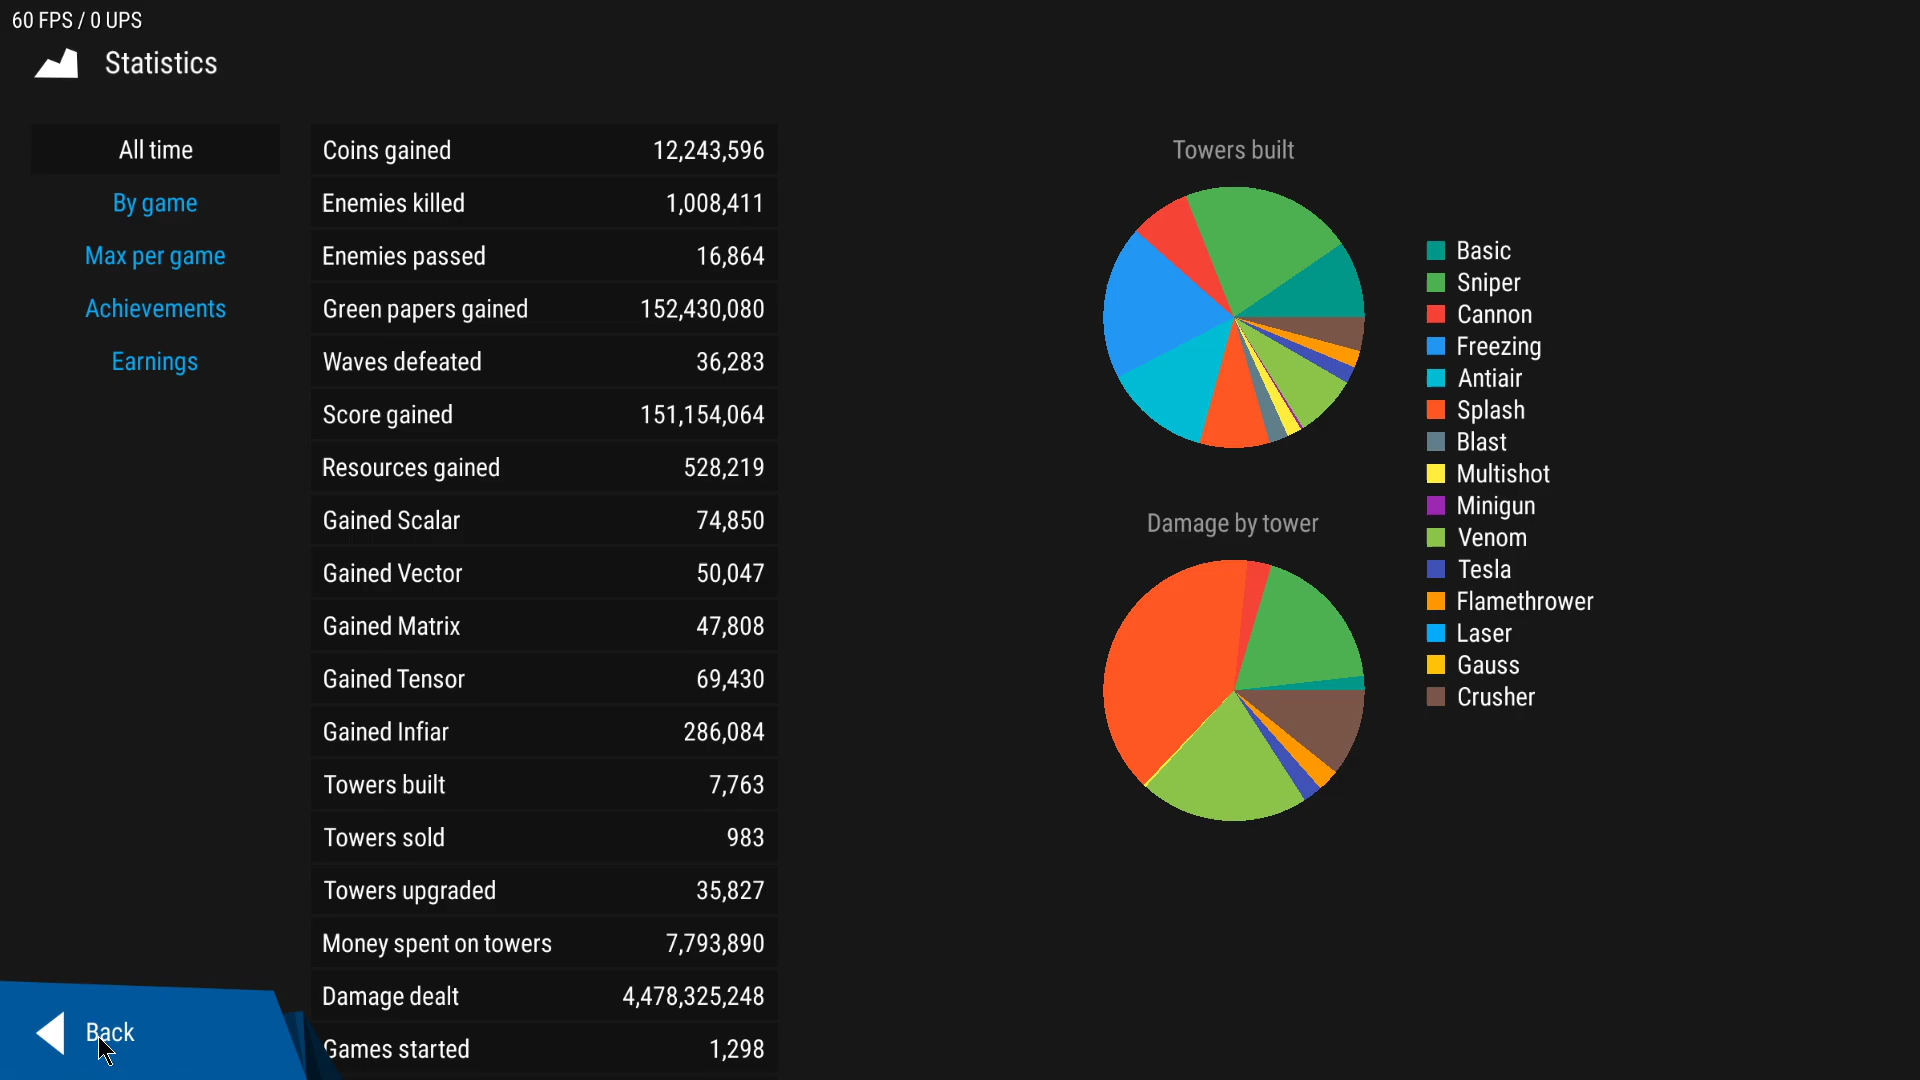 60 FPS / 0 UPS
Statistics
All time
By game
Max per game
Achievements
Earnings
Coins gained 12,243,596
Enemies killed 1,008,411
Enemies passed 16,864
Green papers gained 152,430,080
Waves defeated 36,283
Score gained 151,154,064
Resources gained 528,219
Gained Scalar 74,850
Gained Vector 50,047
Gained Matrix 47,808
Gained Tensor 69,430
Gained Infiar 286,084
Towers built 7,763
Towers sold 983
Towers upgraded 35,827
Money spent on towers 7,793,890
Damage dealt 4,478,325,248
Games started 1,298
Towers built
Damage by tower
Basic
Sniper
Cannon
Freezing
Antiair
Splash
Blast
Multishot
Minigun
Venom
Tesla
Flamethrower
Laser
Gauss
Crusher
Back